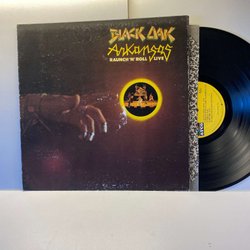 BLACK OAK
Arkansas
RAUNCH 'N' ROLL LIVE